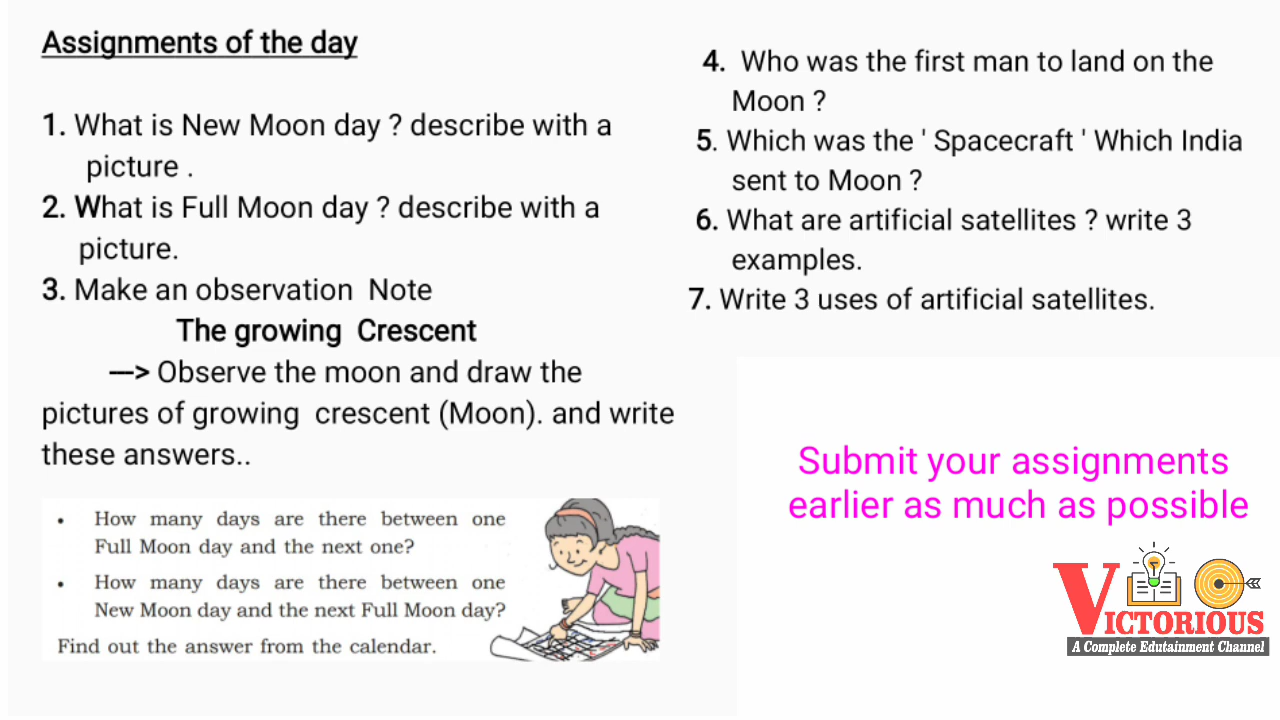 Assignments of the day
1. What is New Moon day ? describe with a
picture .
2. What is Full Moon day ? describe with a
picture.
3. Make an observation Note
The growing Crescent
—> Observe the moon and draw the
pictures of growing crescent (Moon). and write
these answers..
• How many days are there between one
Full Moon day and the next one?
• How many days are there between one
New Moon day and the next Full Moon day?
Find out the answer from the calendar.
4. Who was the first man to land on the
Moon ?
5. Which was the ' Spacecraft ' Which India
sent to Moon ?
6. What are artificial satellites ? write 3
examples.
7. Write 3 uses of artificial satellites.
Submit your assignments
earlier as much as possible
VICTORIOUS
A Complete Edutainment Channel